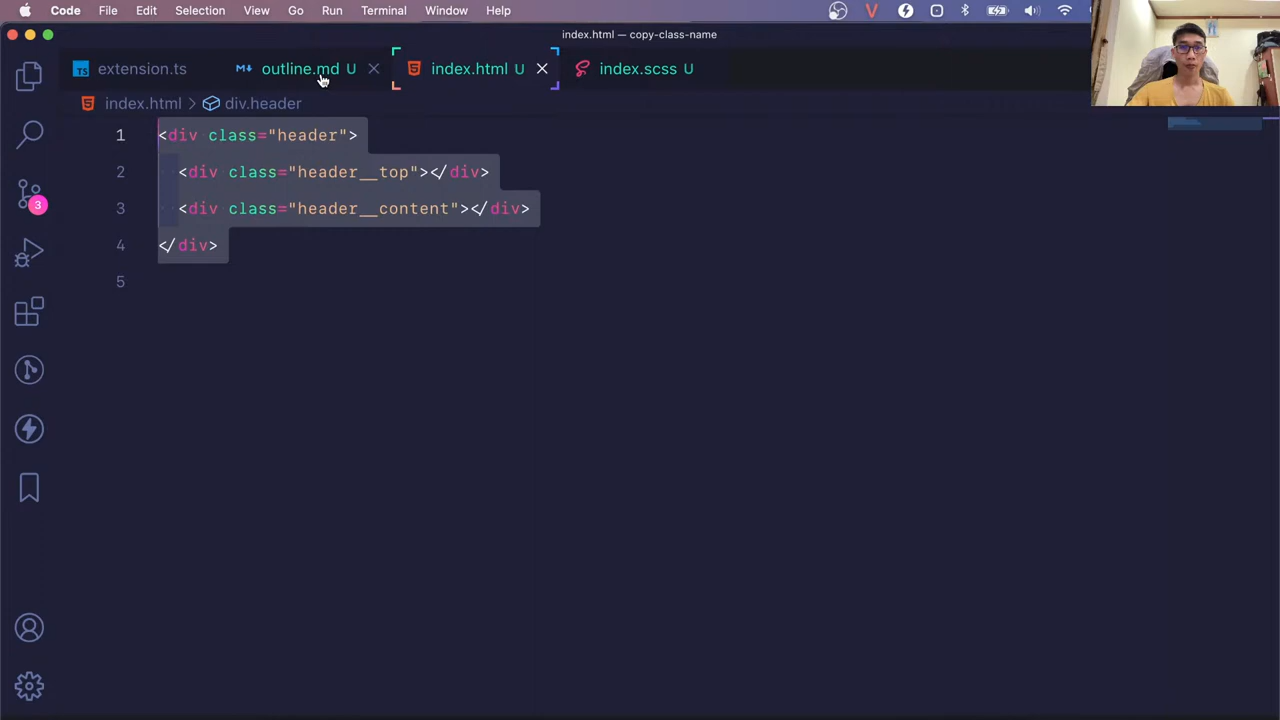 Code File Edit Selection View Go Run Terminal Window Help
index.html — copy-class-name
TS extension.ts outline.md U index.html U index.scss U
index.html > div.header
1 <div class="header">
2 <div class="header__top"></div>
3 <div class="header__content"></div>
4 </div>
5
3